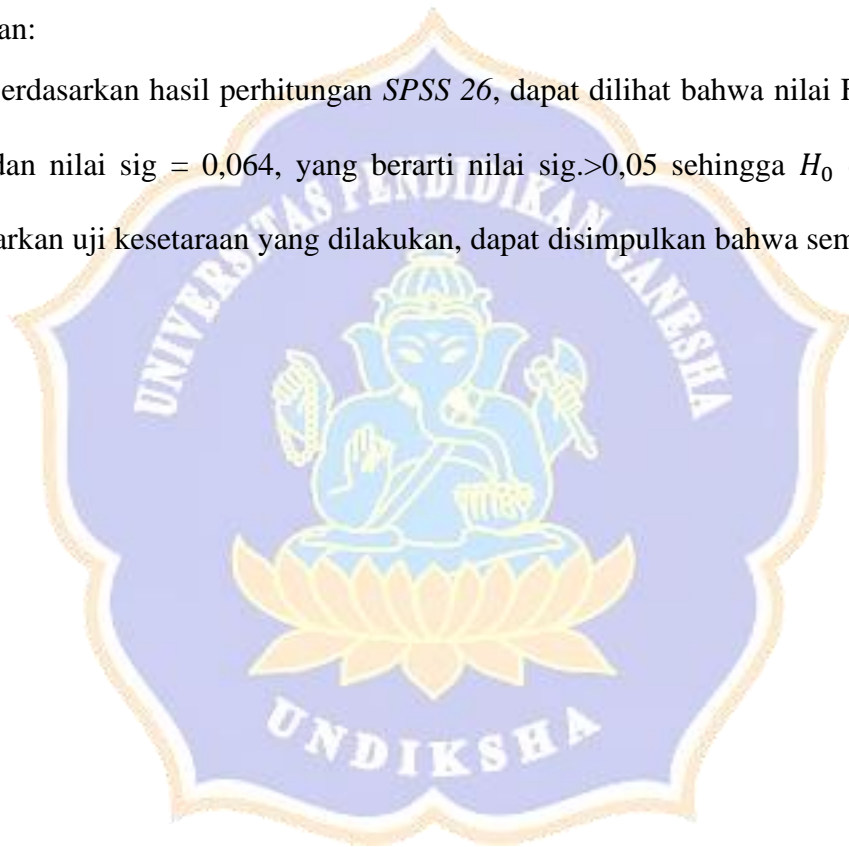 an:
erdasarkan hasil perhitungan SPSS 26, dapat dilihat bahwa nilai
dan nilai sig = 0,064, yang berarti nilai sig.>0,05 sehingga H₀
arkan uji kesetaraan yang dilakukan, dapat disimpulkan bahwa sem
UNIVERSITAS PENDIDIKAN GANESHA
UNDIKSHA